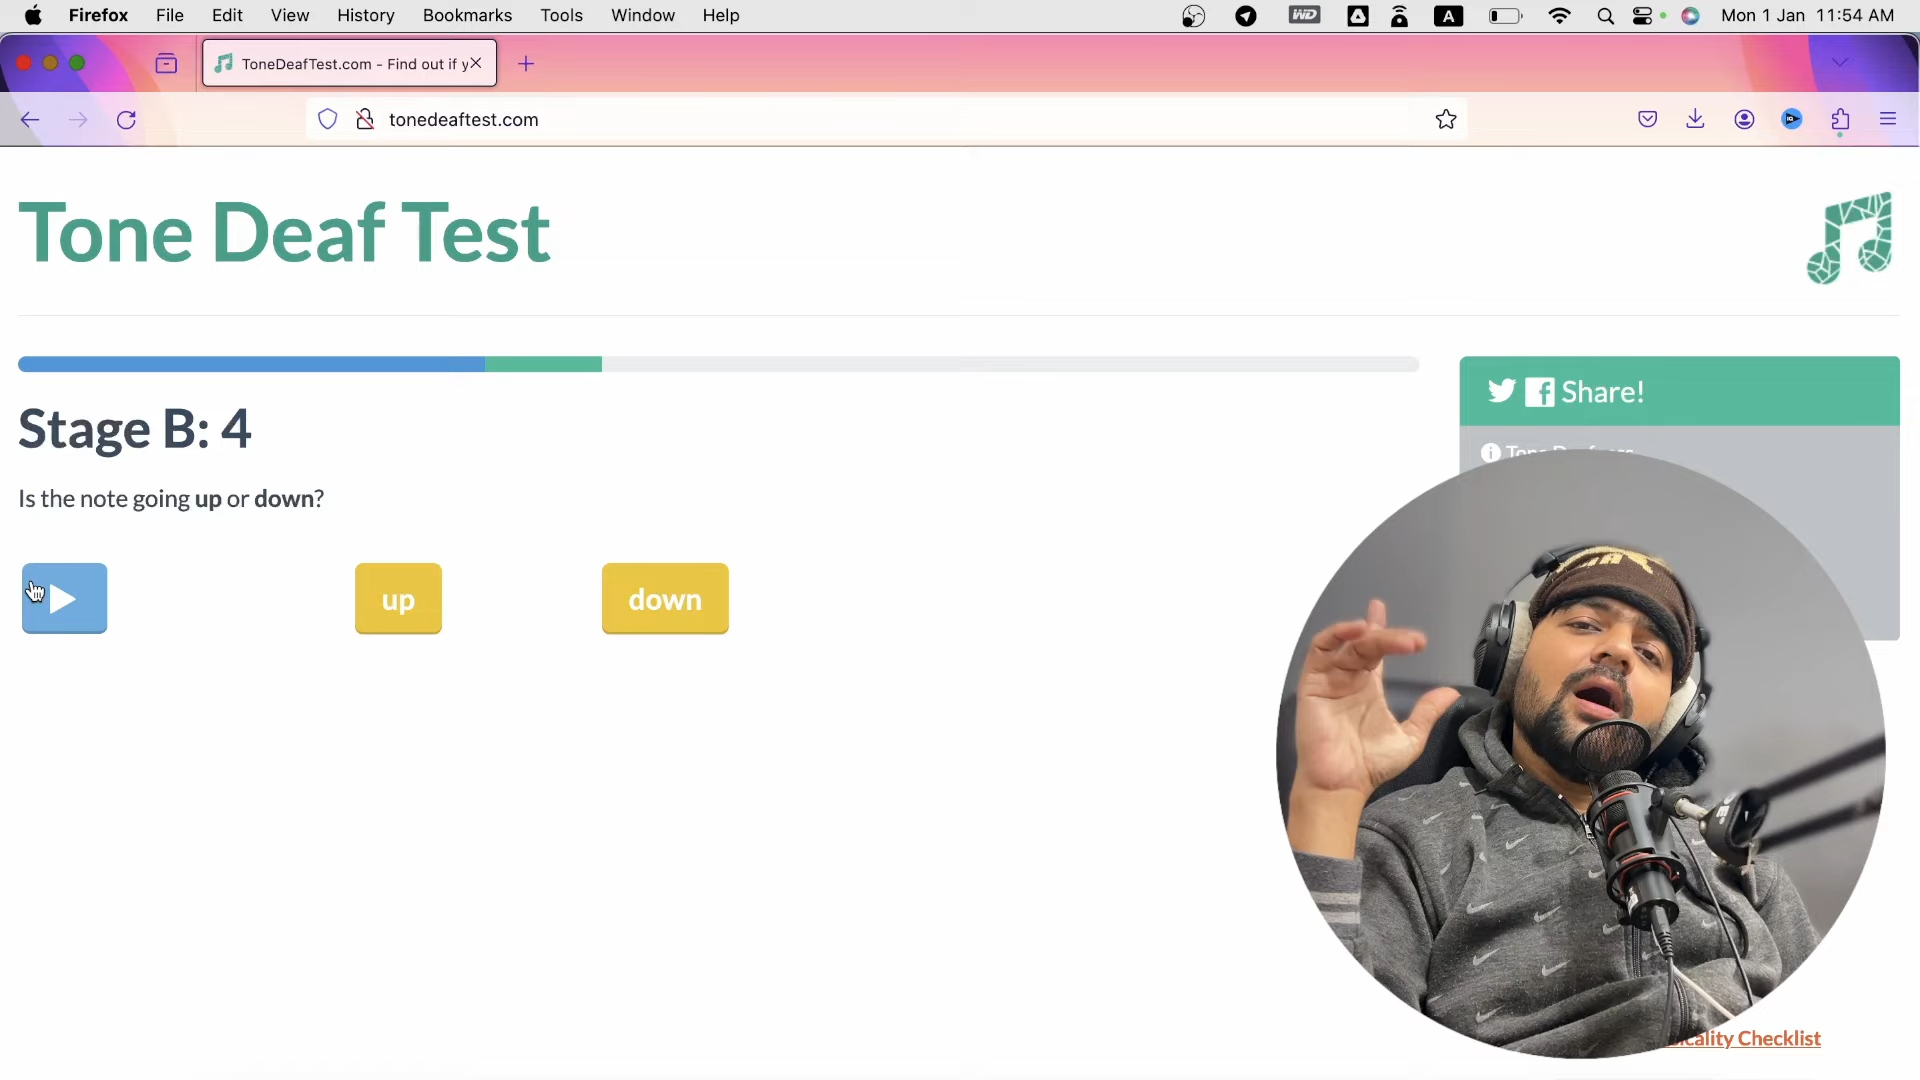 Firefox File Edit View History Bookmarks Tools Window Help WD A Mon 1 Jan 11:54 AM
ToneDeafTest.com - Find out if y
tonedeaftest.com
Tone Deaf Test
Share!
Stage B: 4
Is the note going up or down?
up down
Checklist